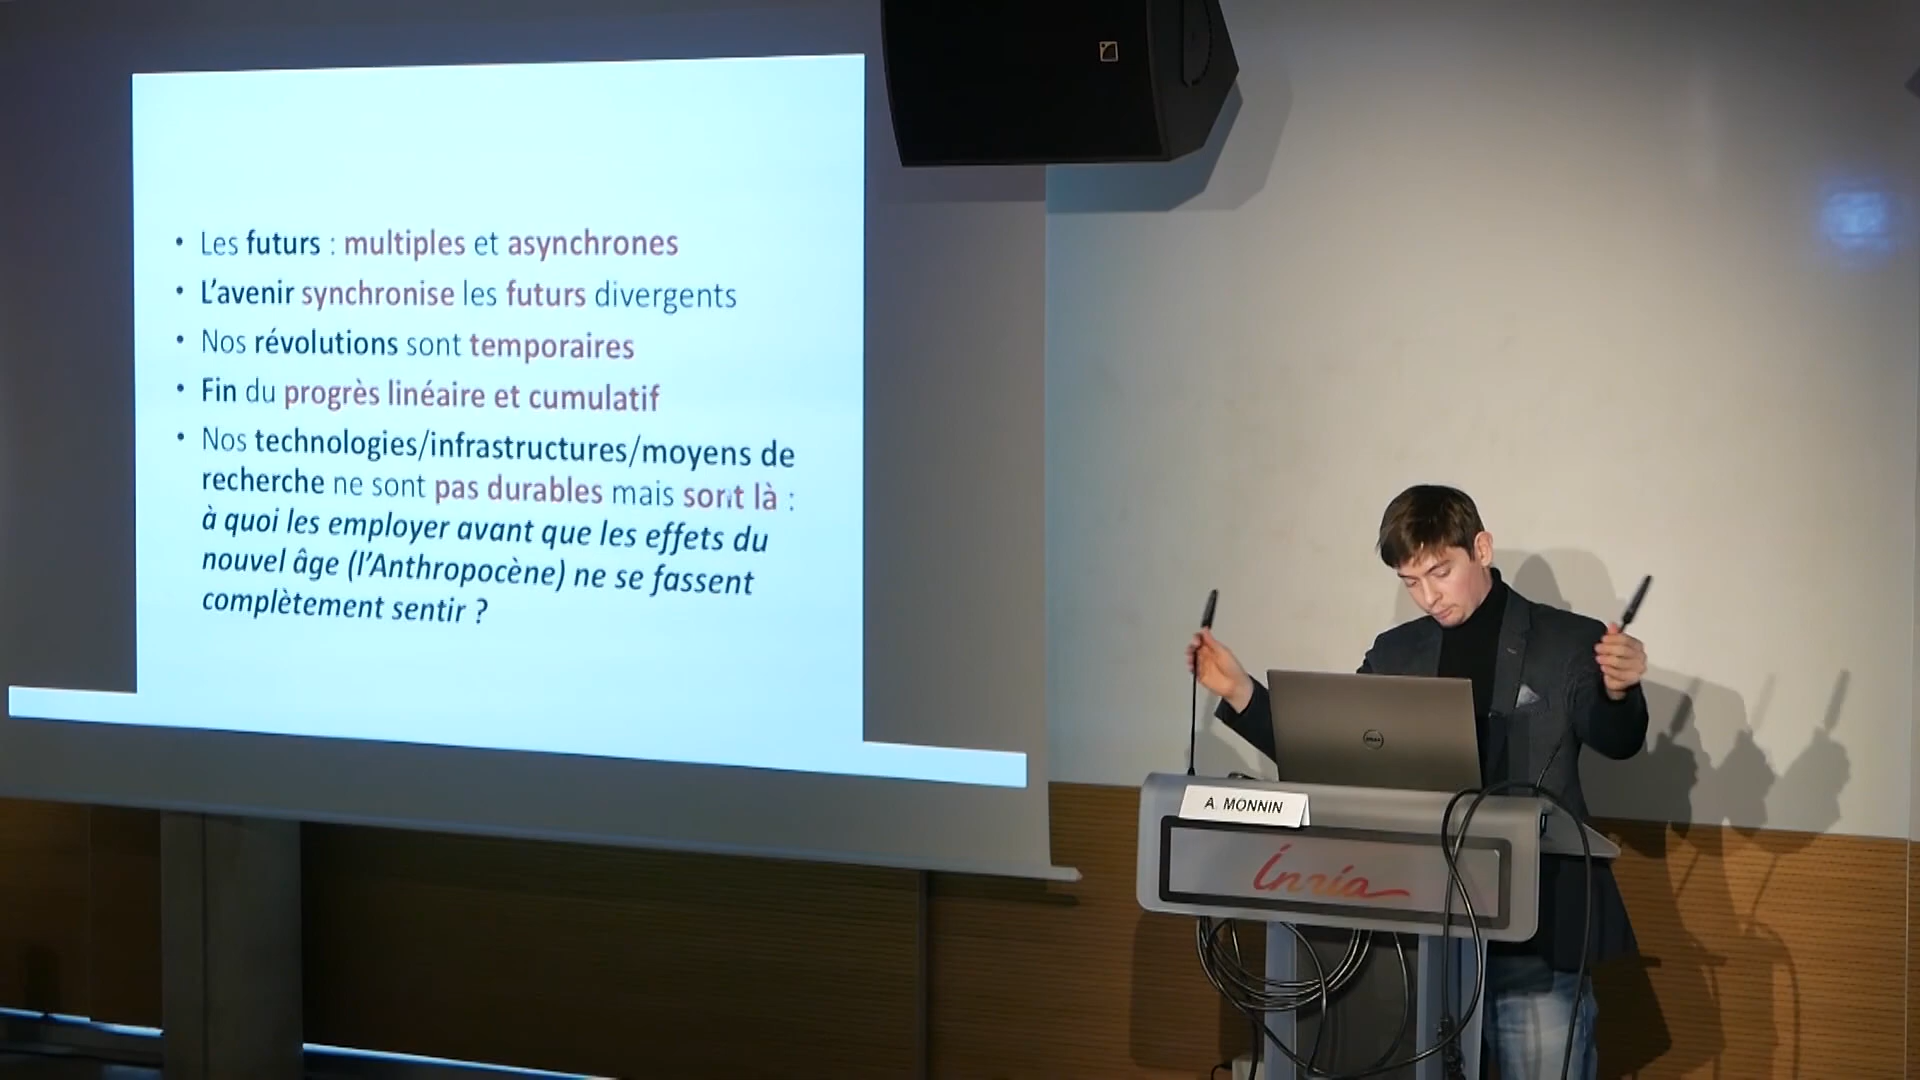 • Les futurs : multiples et asynchrones
• L’avenir synchronise les futurs divergents
• Nos révolutions sont temporaires
• Fin du progrès linéaire et cumulatif
• Nos technologies/infrastructures/moyens de
recherche ne sont pas durables mais sont là :
à quoi les employer avant que les effets du
nouvel âge (l’Anthropocène) ne se fassent
complètement sentir ?
DELL
A. MONNIN
Inria